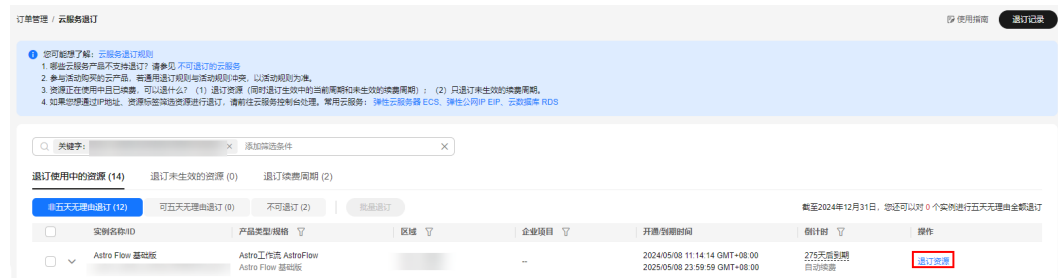 订单管理 / 云服务退订
使用指南
退订记录
您可能想了解：云服务退订规则
1. 哪些云服务产品不支持退订？请参见 不可退订的云服务
2. 参与活动购买的云产品，若通用退订规则与活动规则冲突，以活动规则为准。
3. 资源正在使用中且已续费，可以退什么？（1）退订资源（同时退订生效中的当前周期和未生效的续费周期）；（2）只退订未生效的续费周期。
4. 如果您想通过IP地址，资源标签筛选资源进行退订，请前往云服务控制台处理。常用云服务：弹性云服务器 ECS、弹性公网IP EIP、云数据库 RDS
关键字：
添加筛选条件
退订使用中的资源 (14) 退订未生效的资源 (0) 退订续费周期 (2)
非五天无理由退订 (12) 可五天无理由退订 (0) 不可退订 (2) 批量退订
截至2024年12月31日，您还可以对 0 个实例进行五天无理由全额退订
实例名称/ID 产品类型/规格 区域 企业项目 开通/到期时间 倒计时 操作
Astro Flow 基础版 Astro工作流 AstroFlow -- 2024/05/08 11:14:14 GMT+08:00 275天后到期 退订资源
Astro Flow 基础版 2025/05/08 23:59:59 GMT+08:00 自动续费